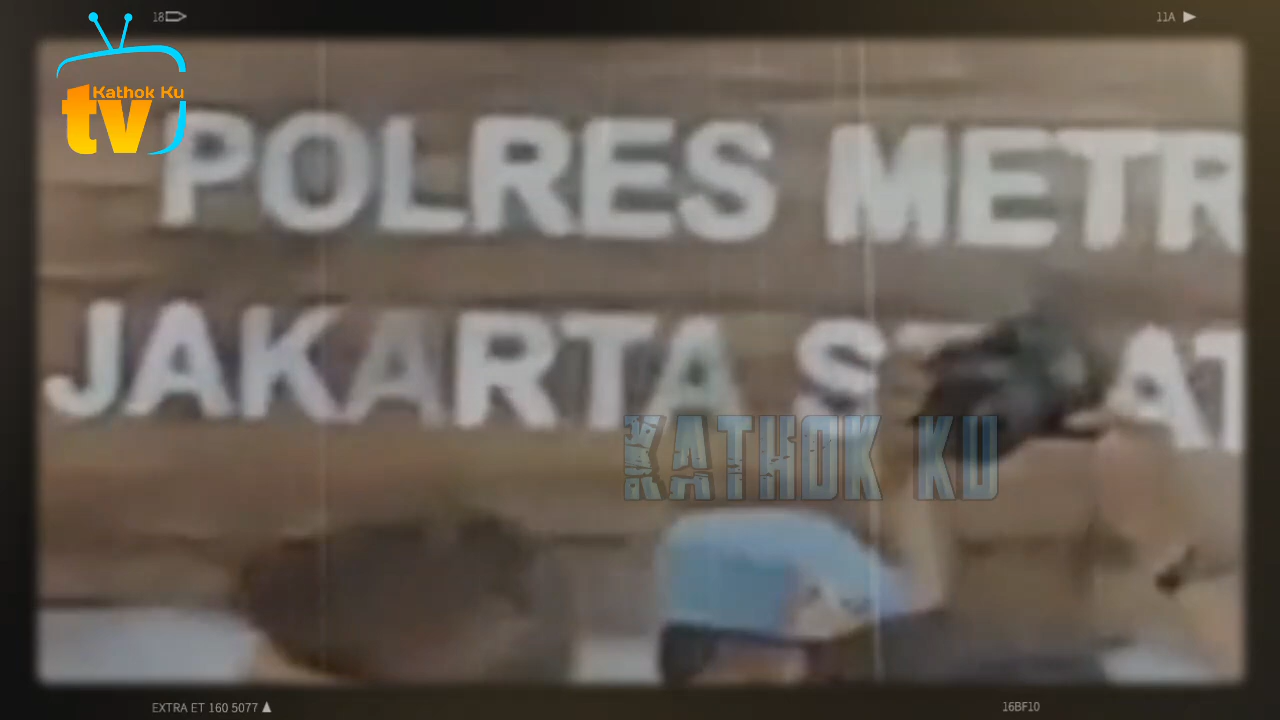 18
11A
Kathok Ku
tv
POLRES METR
JAKARTA S
KATHOK KU
EXTRA ET 160 5077
16BF10